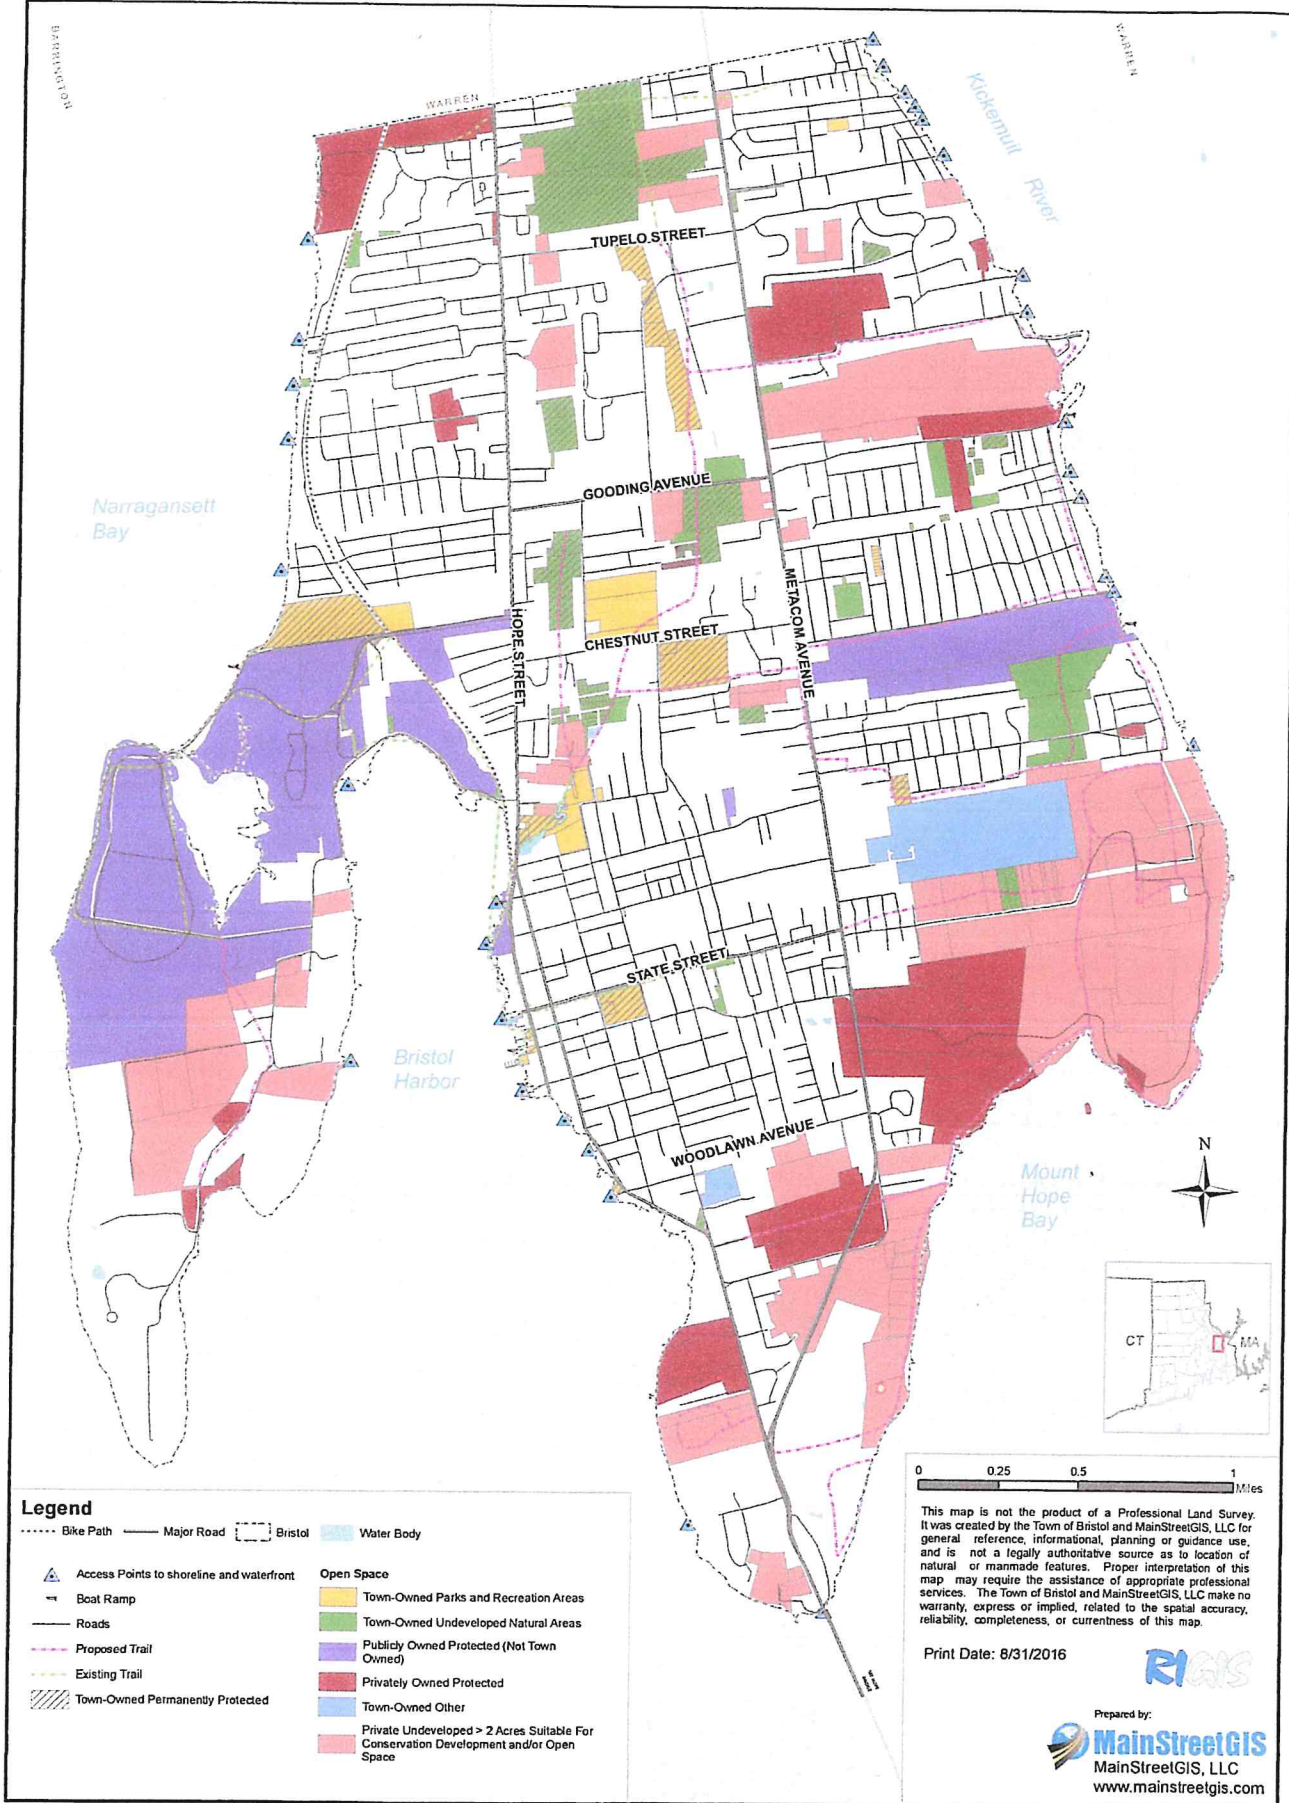 BARRINGTON
WARREN
WARREN
Kickemuit
River
TUPELO STREET
Narragansett
Bay
GOODING AVENUE
HOPE STREET
CHESTNUT STREET
METACOM AVENUE
STATE STREET
Bristol
Harbor
WOODLAWN AVENUE
Mount
Hope
Bay
N
CT
MA
0 0.25 0.5 1
Miles
Legend
Bike Path Major Road Bristol Water Body
Access Points to shoreline and waterfront
Boat Ramp
Roads
Proposed Trail
Existing Trail
Town-Owned Permanently Protected
Open Space
Town-Owned Parks and Recreation Areas
Town-Owned Undeveloped Natural Areas
Publicly Owned Protected (Not Town
Owned)
Privately Owned Protected
Town-Owned Other
Private Undeveloped > 2 Acres Suitable For
Conservation Development and/or Open
Space
This map is not the product of a Professional Land Survey.
It was created by the Town of Bristol and MainStreetGIS, LLC for
general reference, informational, planning or guidance use,
and is not a legally authoritative source as to location of
natural or manmade features. Proper interpretation of this
map may require the assistance of appropriate professional
services. The Town of Bristol and MainStreetGIS, LLC make no
warranty, express or implied, related to the spatial accuracy,
reliability, completeness, or currentness of this map.
Print Date: 8/31/2016
RIGIS
Prepared by:
MainStreetGIS
MainStreetGIS, LLC
www.mainstreetgis.com